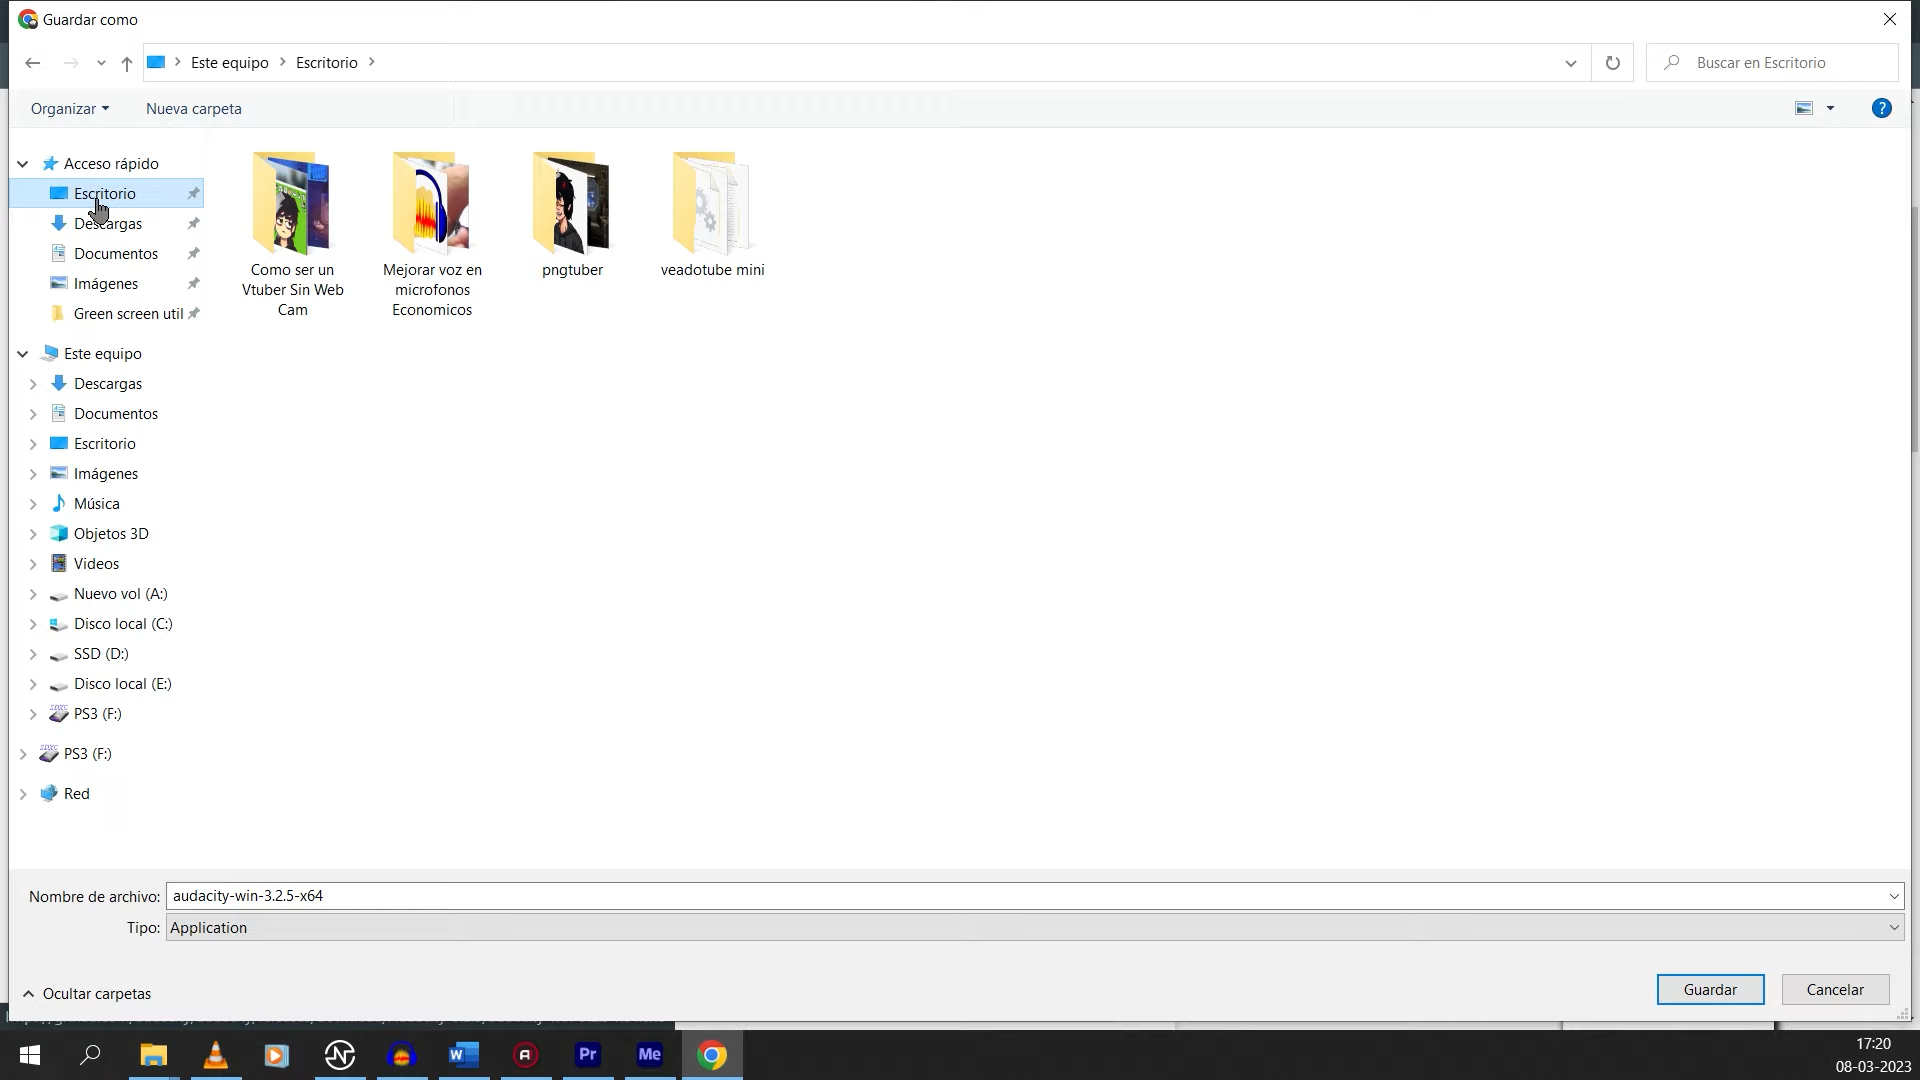 Guardar como
Este equipo
Escritorio
Buscar en Escritorio
Organizar
Nueva carpeta
Acceso rápido
Escritorio
Descargas
Documentos
Imágenes
Green screen util
Este equipo
Descargas
Documentos
Escritorio
Imágenes
Música
Objetos 3D
Videos
Nuevo vol (A:)
Disco local (C:)
SSD (D:)
Disco local (E:)
PS3 (F:)
PS3 (F:)
Red
Como ser un
Vtuber Sin Web
Cam
Mejorar voz en
microfonos
Economicos
pngtuber
veadotube mini
Nombre de archivo: audacity-win-3.2.5-x64
Tipo: Application
Ocultar carpetas
Guardar
Cancelar
W
Pr
Me
17:20
08-03-2023